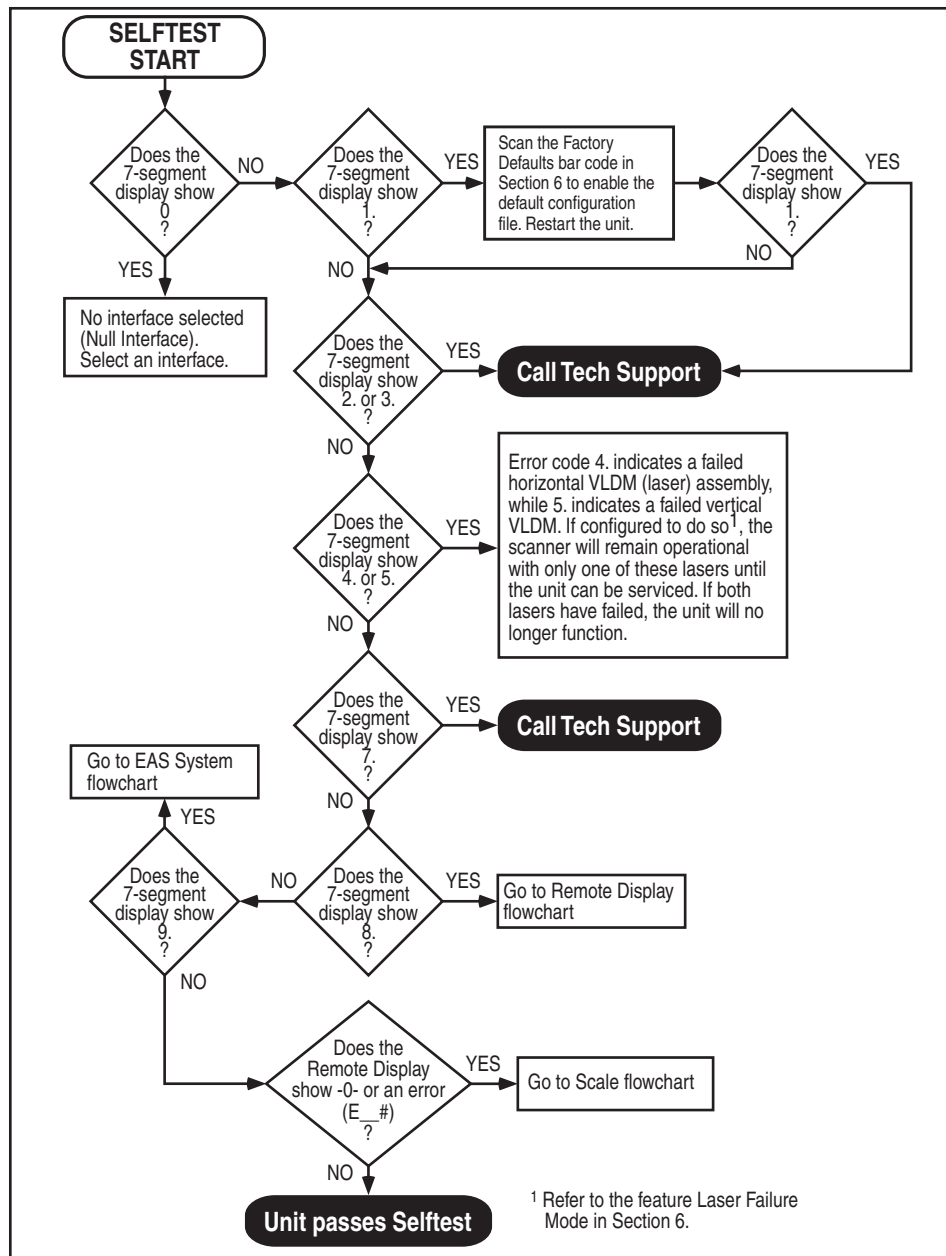 SELFTEST
START
Does the
7-segment
display show
0
?
NO
YES
No interface selected
(Null Interface).
Select an interface.
Does the
7-segment
display show
1.
?
YES
NO
Scan the Factory
Defaults bar code in
Section 6 to enable the
default configuration
file. Restart the unit.
Does the
7-segment
display show
1.
?
YES
NO
Does the
7-segment
display show
2. or 3.
?
YES
Call Tech Support
NO
Does the
7-segment
display show
4. or 5.
?
YES
Error code 4. indicates a failed
horizontal VLDM (laser) assembly,
while 5. indicates a failed vertical
VLDM. If configured to do so1, the
scanner will remain operational
with only one of these lasers until
the unit can be serviced. If both
lasers have failed, the unit will no
longer function.
NO
Does the
7-segment
display show
7.
?
YES
Call Tech Support
NO
Does the
7-segment
display show
8.
?
YES
Go to Remote Display
flowchart
NO
Does the
7-segment
display show
9.
?
YES
Go to EAS System
flowchart
NO
Does the
Remote Display
show -0- or an error
(E__#)
?
YES
Go to Scale flowchart
NO
Unit passes Selftest
1 Refer to the feature Laser Failure
Mode in Section 6.